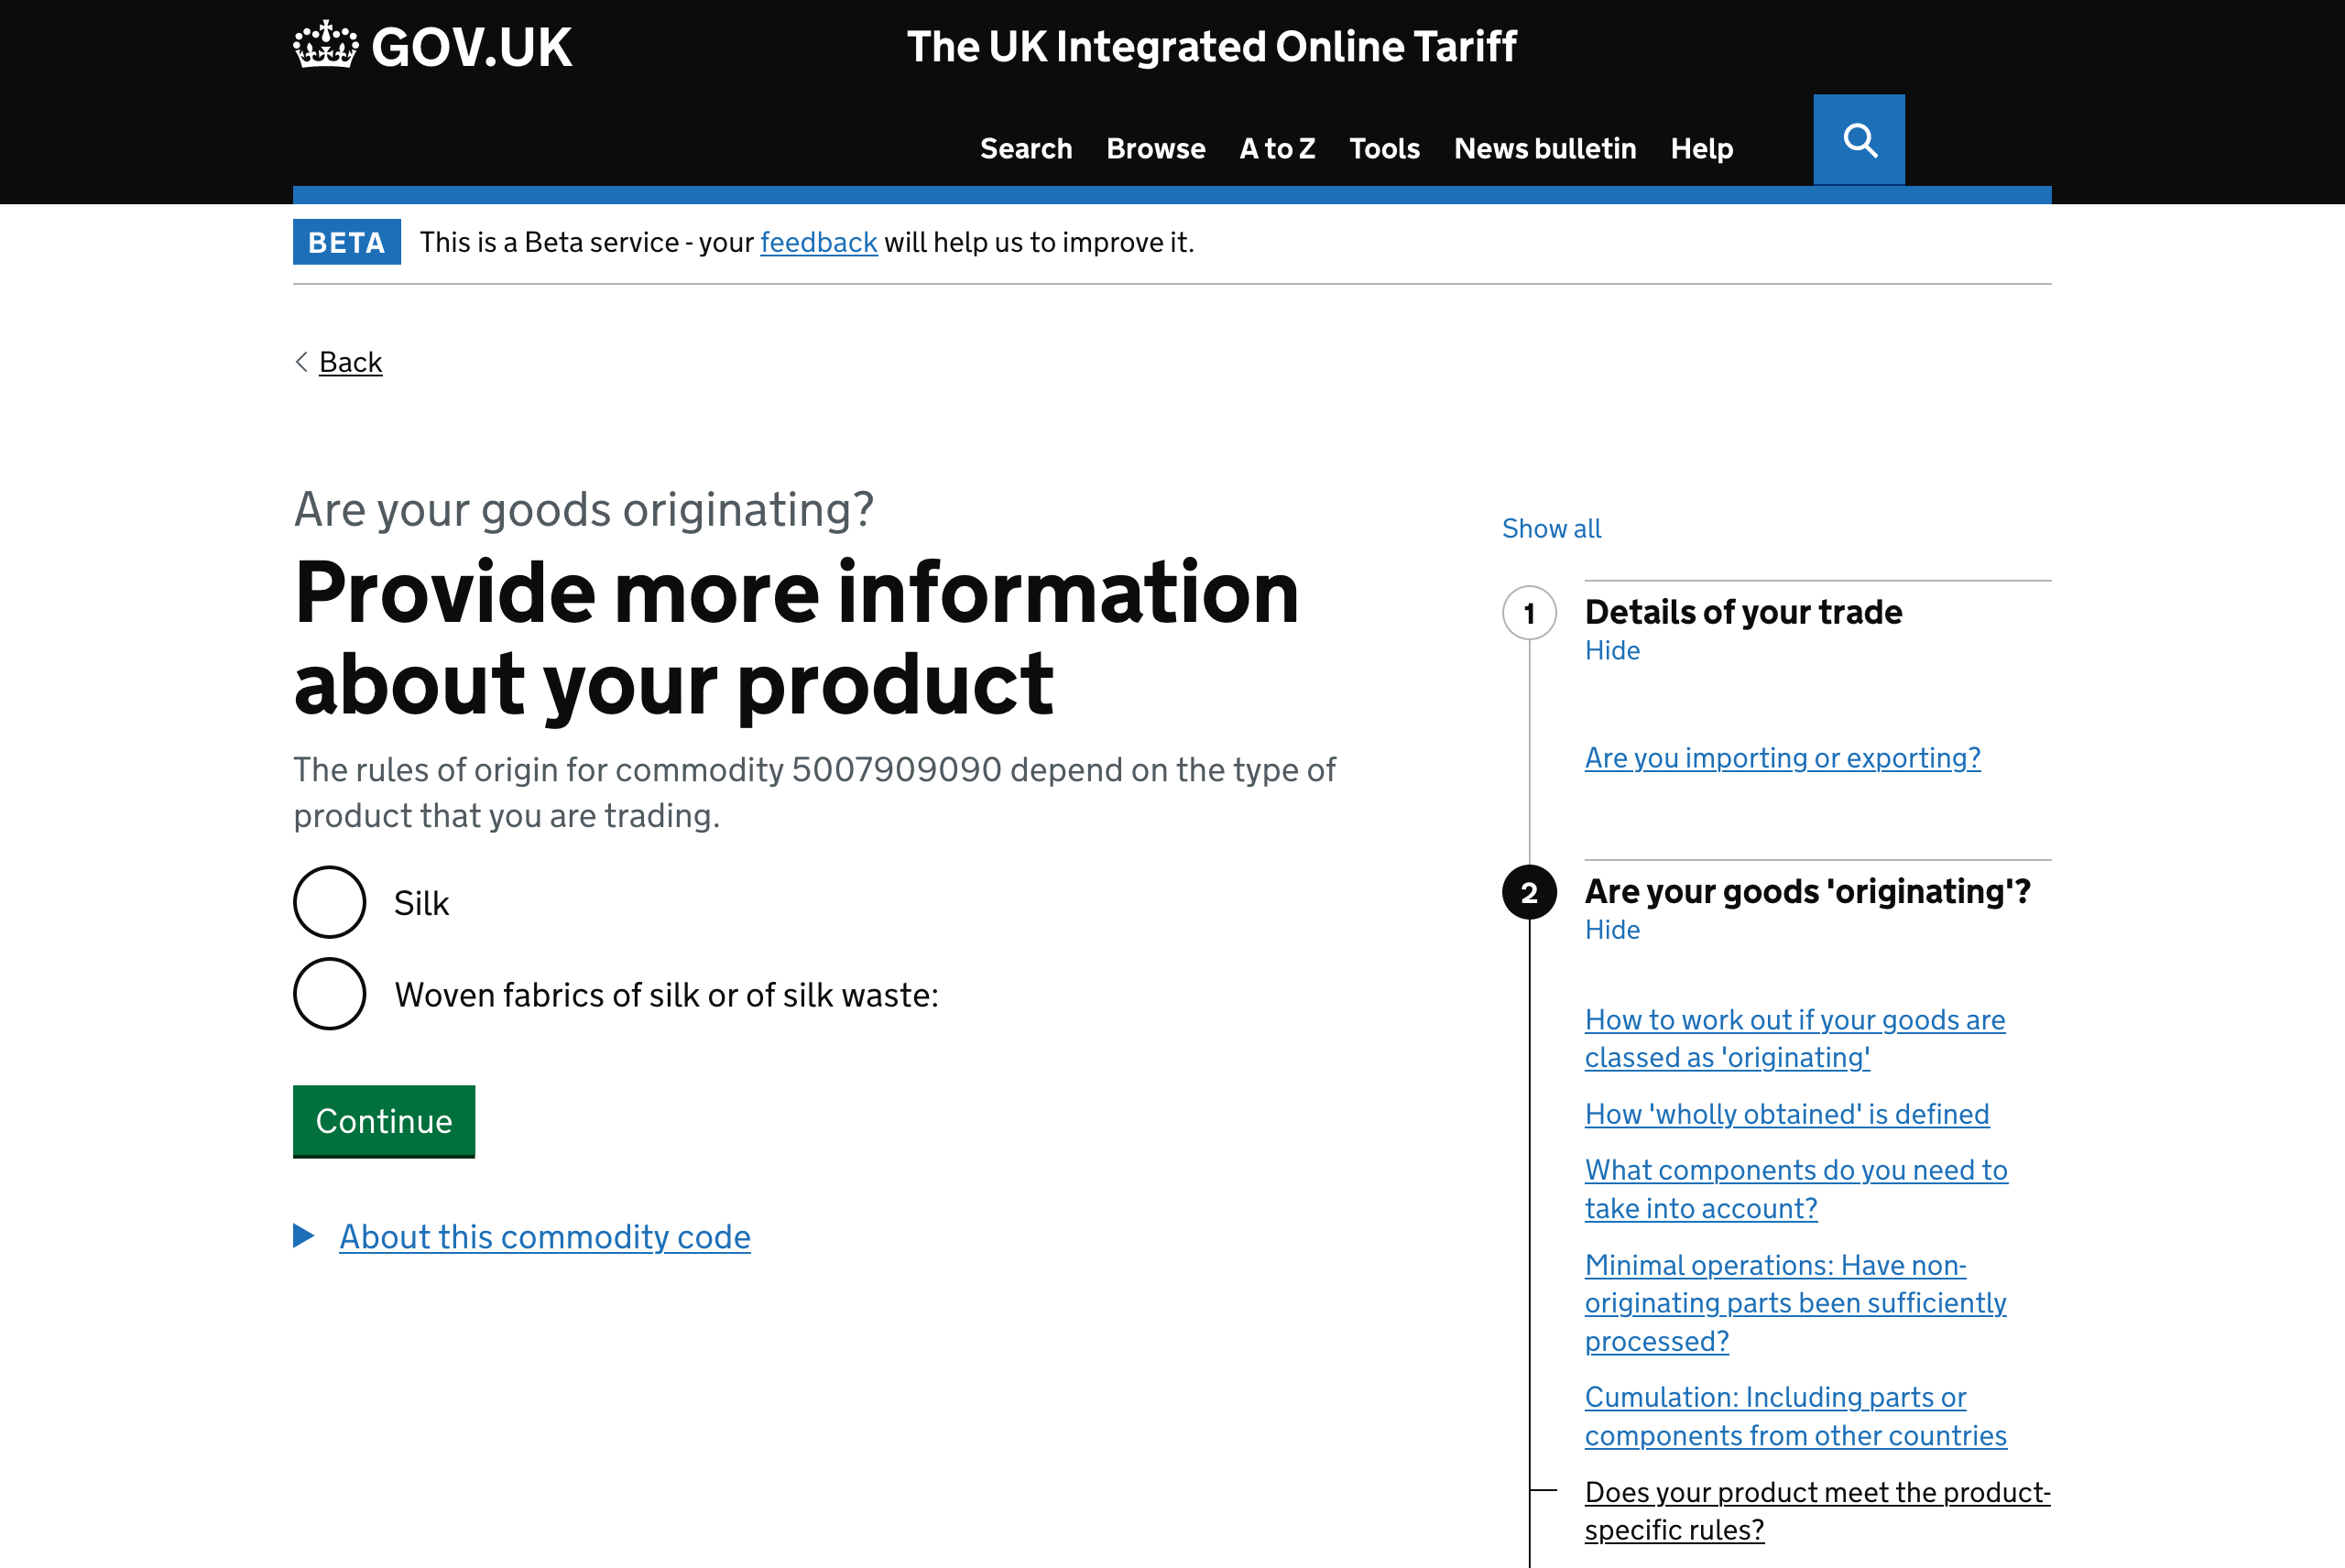 GOV.UK
The UK Integrated Online Tariff
Search Browse A to Z Tools News bulletin Help
BETA This is a Beta service - your feedback will help us to improve it.
Back
Are your goods originating?
Provide more information
about your product
The rules of origin for commodity 5007909090 depend on the type of
product that you are trading.
Silk
Woven fabrics of silk or of silk waste:
Continue
About this commodity code
Show all
1 Details of your trade
Hide
Are you importing or exporting?
2 Are your goods 'originating'?
Hide
How to work out if your goods are
classed as 'originating'
How 'wholly obtained' is defined
What components do you need to
take into account?
Minimal operations: Have non-
originating parts been sufficiently
processed?
Cumulation: Including parts or
components from other countries
Does your product meet the product-
specific rules?